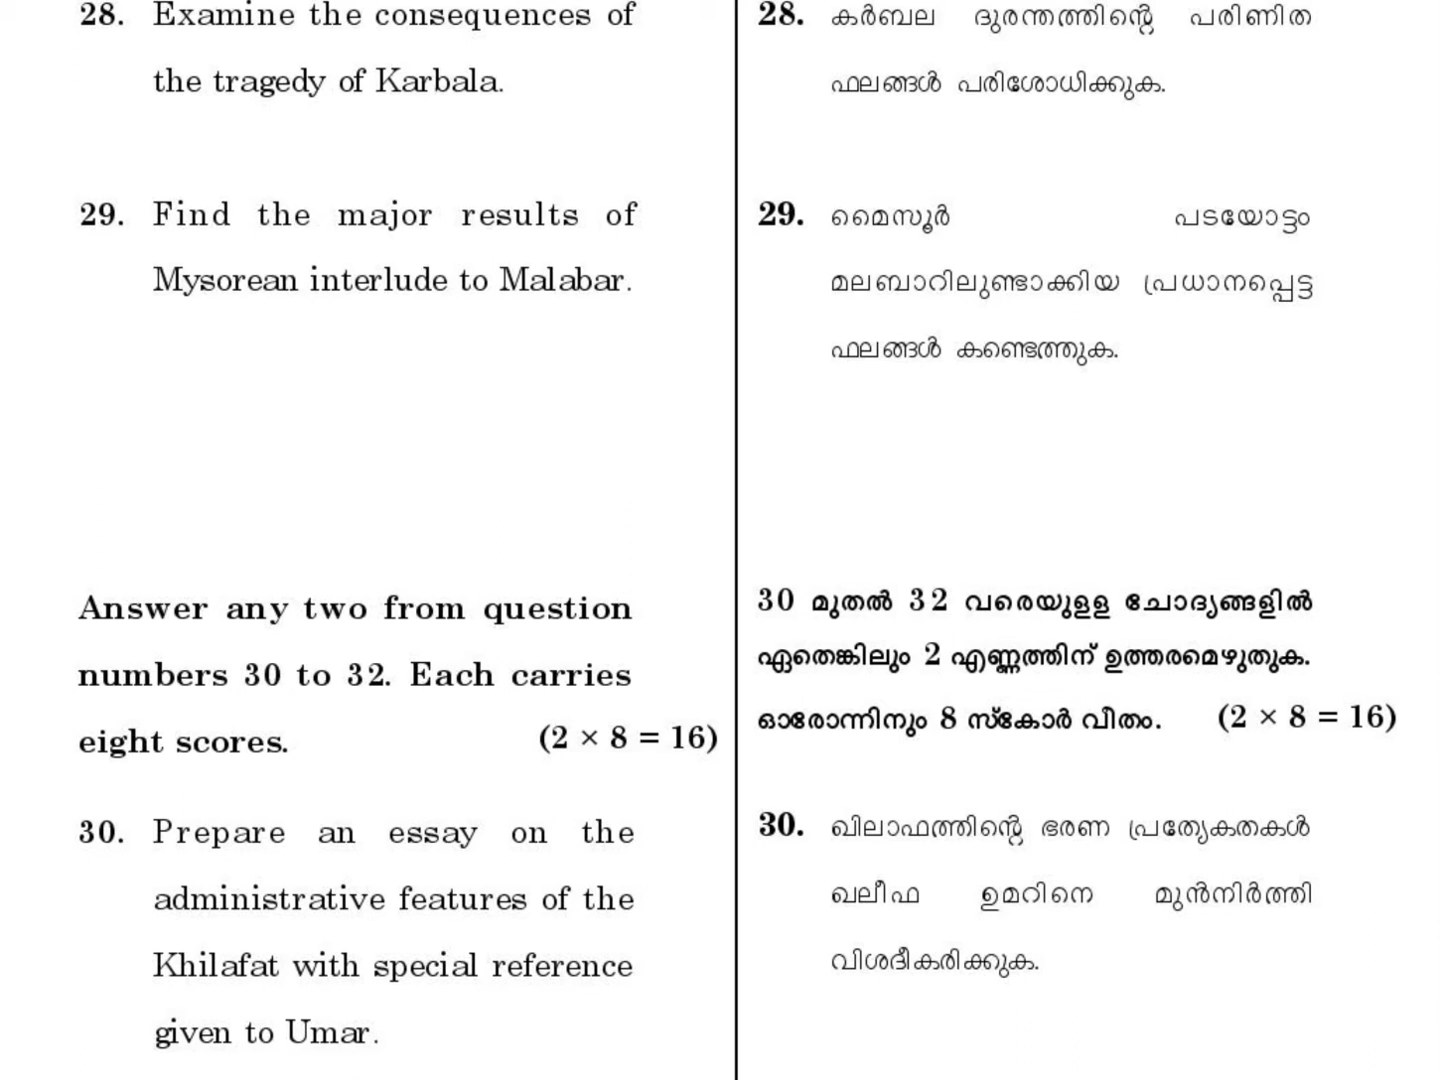 28. Examine the consequences of
the tragedy of Karbala.
29. Find the major results of
Mysorean interlude to Malabar.
Answer any two from question
numbers 30 to 32. Each carries
eight scores. (2 × 8 = 16)
30. Prepare an essay on the
administrative features of the
Khilafat with special reference
given to Umar.
28. കർബല ദുരന്തത്തിന്റെ പരിണിത
ഫലങ്ങൾ പരിശോധിക്കുക.
29. മൈസൂർ പടയോട്ടം
മലബാറിലുണ്ടാക്കിയ പ്രധാനപ്പെട്ട
ഫലങ്ങൾ കണ്ടെത്തുക.
30 മുതൽ 32 വരെയുളള ചോദ്യങ്ങളിൽ
ഏതെങ്കിലും 2 എണ്ണത്തിന് ഉത്തരമെഴുതുക.
ഓരോന്നിനും 8 സ്കോർ വീതം. (2 × 8 = 16)
30. ഖിലാഫത്തിന്റെ ഭരണ പ്രത്യേകതകൾ
ഖലീഫ ഉമറിനെ മുൻനിർത്തി
വിശദീകരിക്കുക.